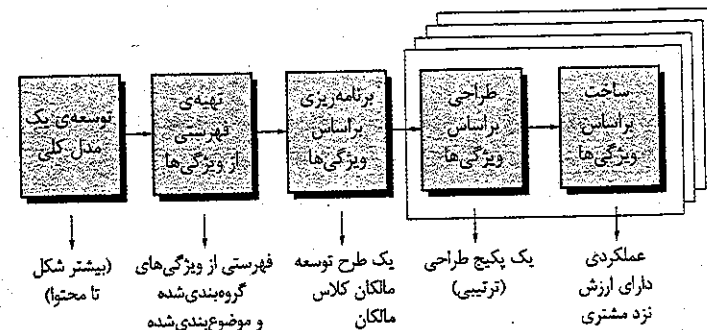 توسعه‌ی یک
مدل کلی
تهیه‌ی
فهرستی
از ویژگی‌ها
برنامه‌ریزی
براساس
ویژگی‌ها
طراحی
براساس
ویژگی‌ها
ساخت
براساس
ویژگی‌ها
(بیشتر شکل
تا محتوا)
فهرستی از ویژگی‌های
گروه‌بندی‌شده
و موضوع‌بندی‌شده
یک طرح توسعه
مالکان کلاس
مالکان
یک پکیج طراحی
(ترتیبی)
عملکردی
دارای ارزش
نزد مشتری